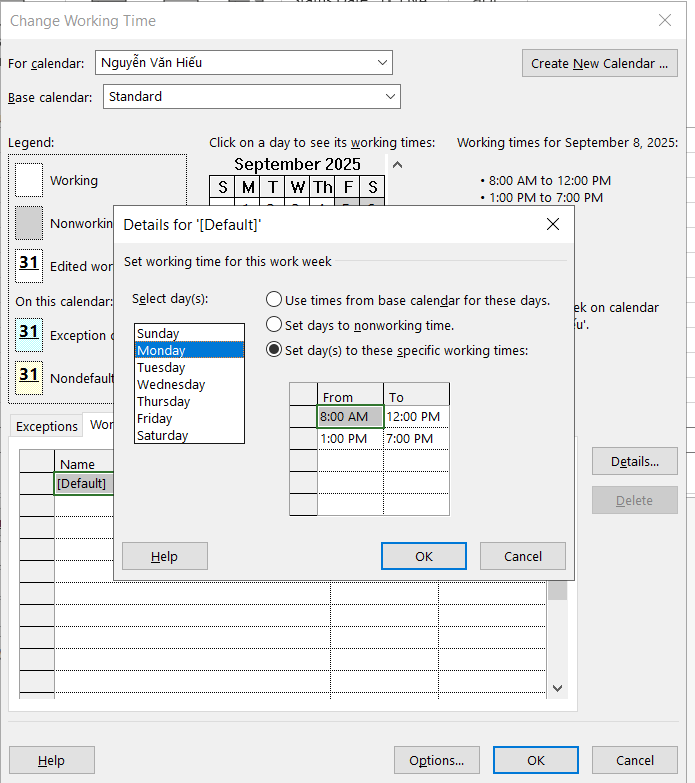 Change Working Time
For calendar: Nguyễn Văn Hiếu Create New Calendar ...
Base calendar: Standard
Legend:
Working
Nonworkin
31 Edited wor
On this calendar:
31 Exception d
31 Nondefault
Click on a day to see its working times:
September 2025
S M T W Th F S
Working times for September 8, 2025:
• 8:00 AM to 12:00 PM
• 1:00 PM to 7:00 PM
ek on calendar
ếu'.
Details for '[Default]'
Set working time for this work week
Select day(s):
Sunday
Monday
Tuesday
Wednesday
Thursday
Friday
Saturday
Use times from base calendar for these days.
Set days to nonworking time.
Set day(s) to these specific working times:
From To
8:00 AM 12:00 PM
1:00 PM 7:00 PM
Help OK Cancel
Exceptions Wor
Name
[Default]
Details...
Delete
Help Options... OK Cancel